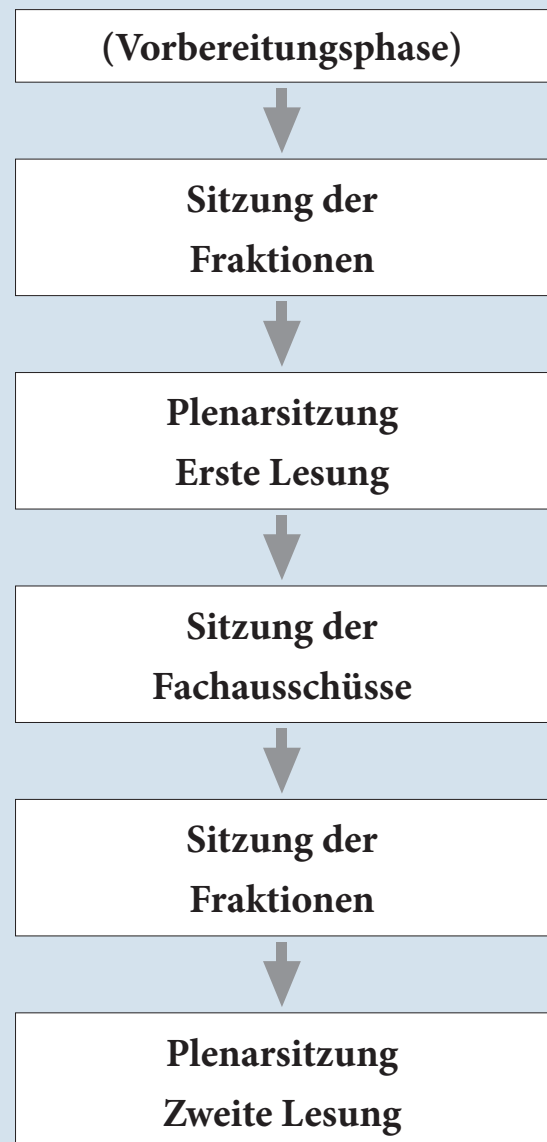 (Vorbereitungsphase)
Sitzung der
Fraktionen
Plenarsitzung
Erste Lesung
Sitzung der
Fachausschüsse
Sitzung der
Fraktionen
Plenarsitzung
Zweite Lesung